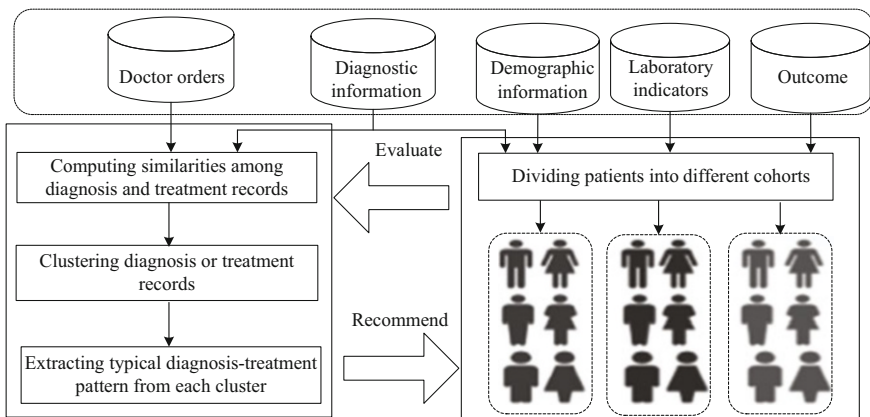 Doctor orders
Diagnostic
information
Demographic
information
Laboratory
indicators
Outcome
Computing similarities among
diagnosis and treatment records
Evaluate
Dividing patients into different cohorts
Clustering diagnosis or treatment
records
Recommend
Extracting typical diagnosis-treatment
pattern from each cluster